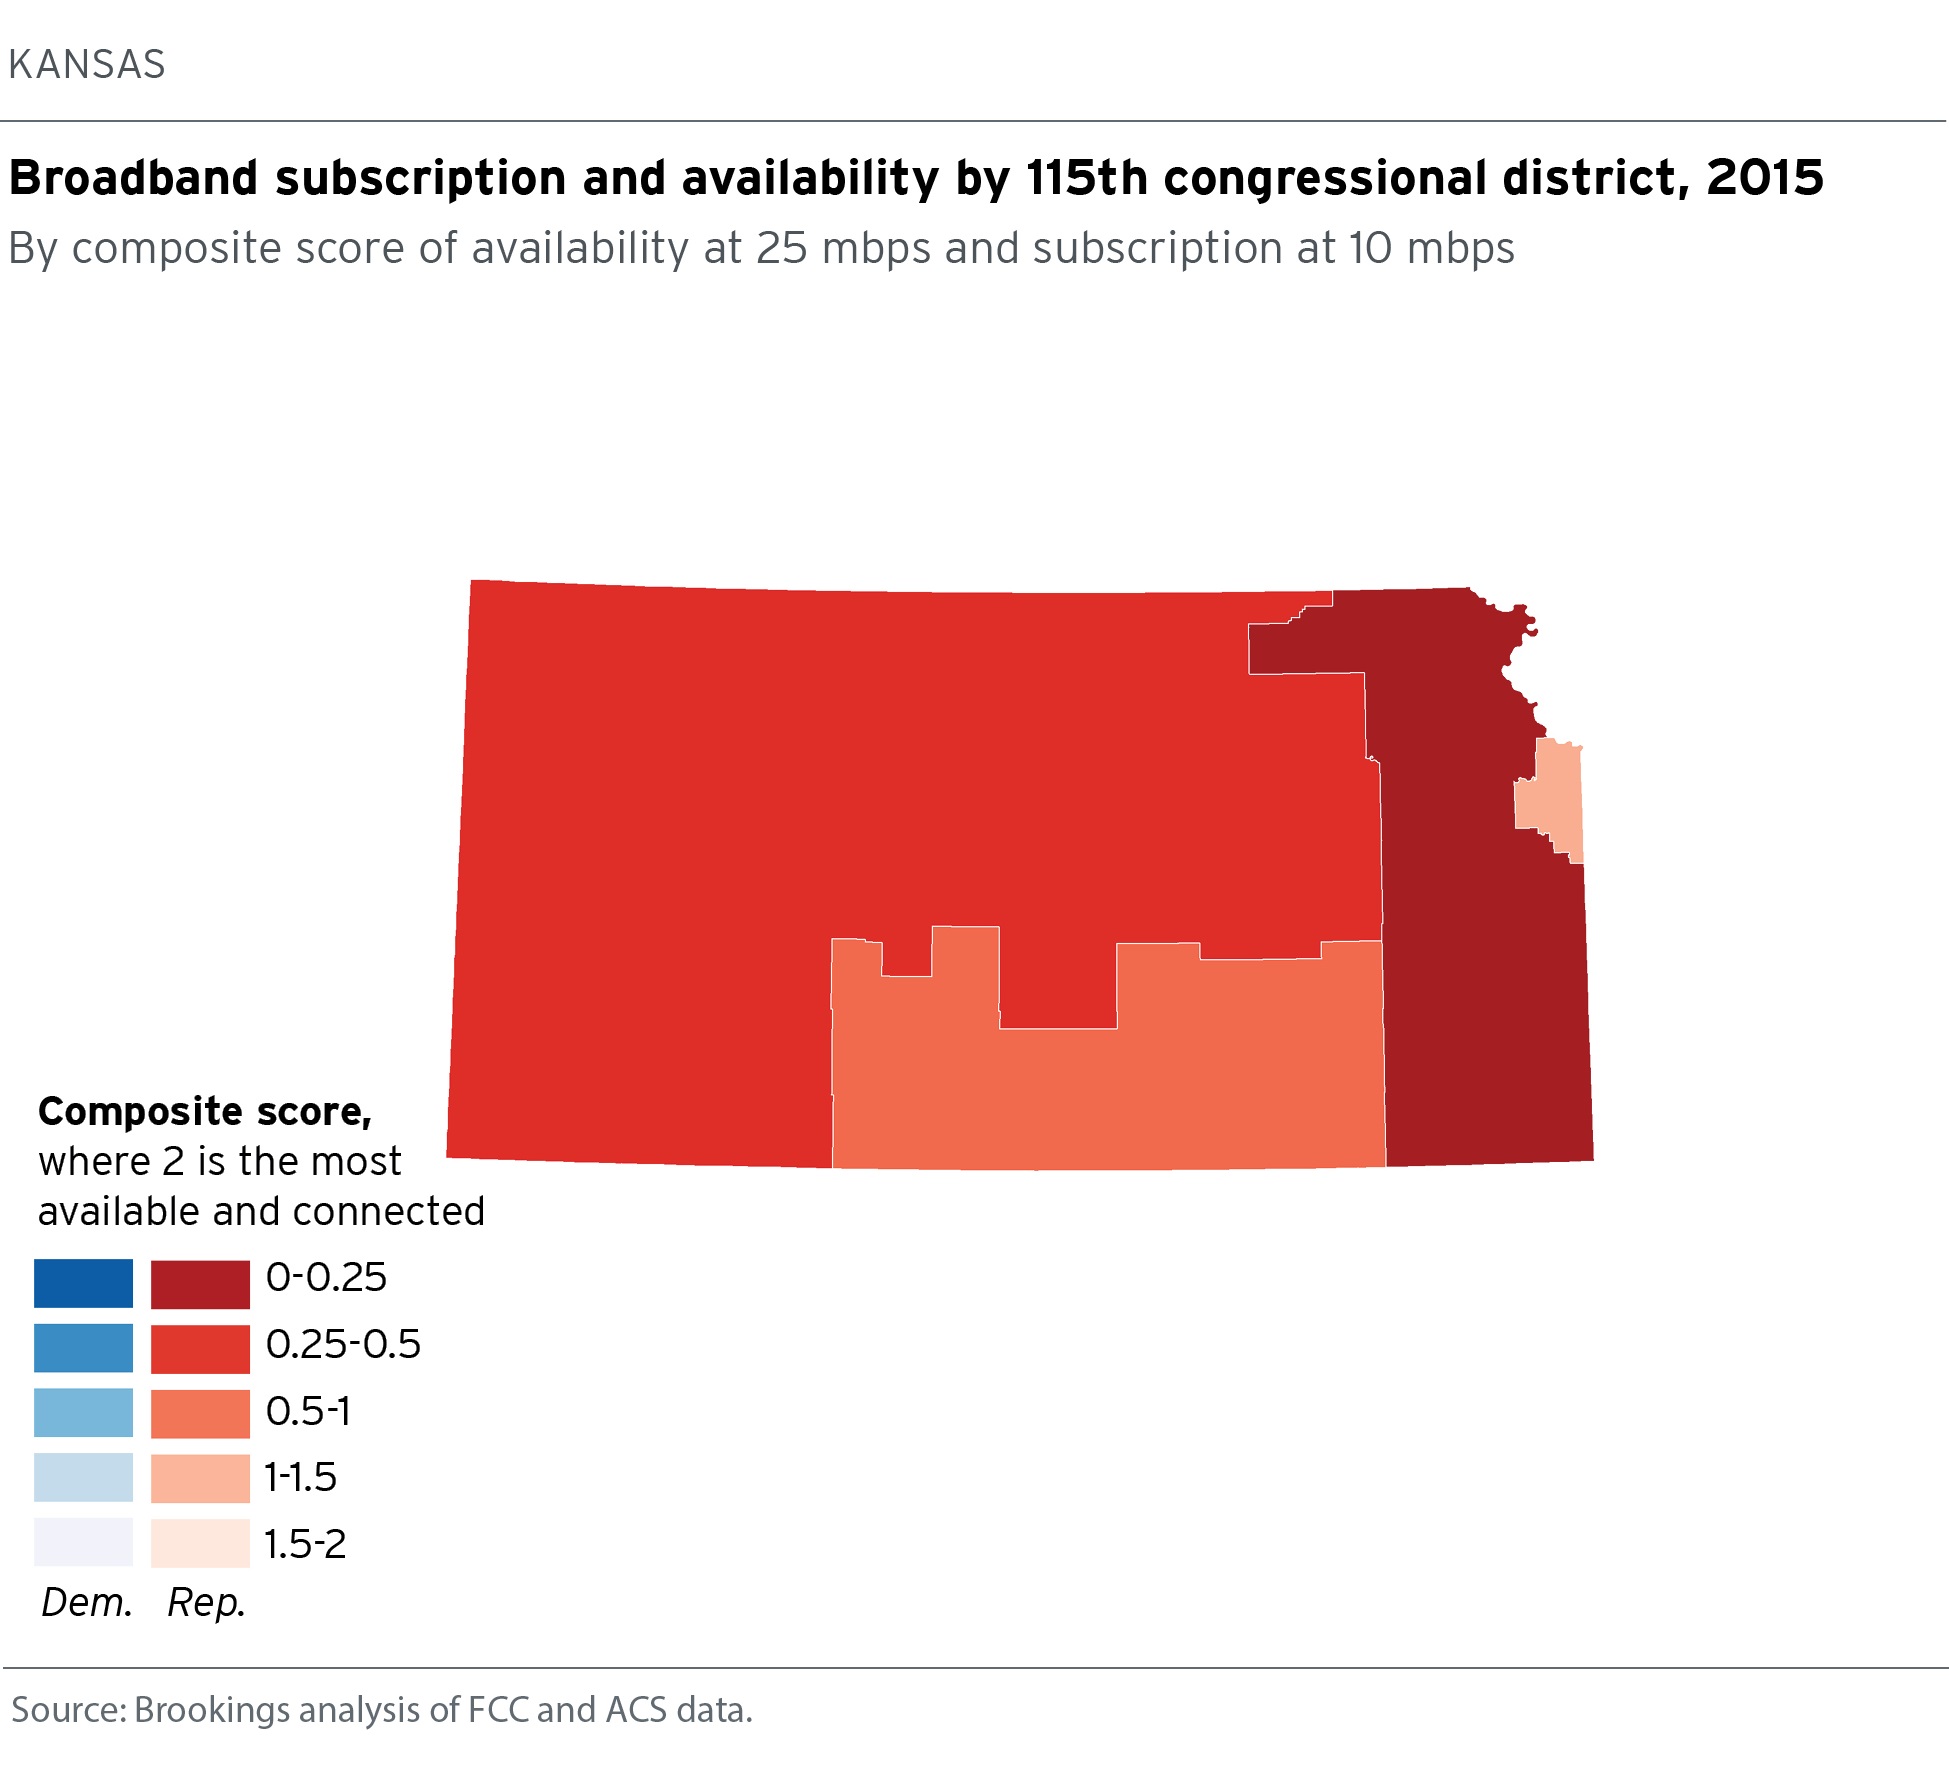 KANSAS
Broadband subscription and availability by 115th congressional district, 2015
By composite score of availability at 25 mbps and subscription at 10 mbps
Composite score,
where 2 is the most
available and connected
0-0.25
0.25-0.5
0.5-1
1-1.5
1.5-2
Dem. Rep.
Source: Brookings analysis of FCC and ACS data.